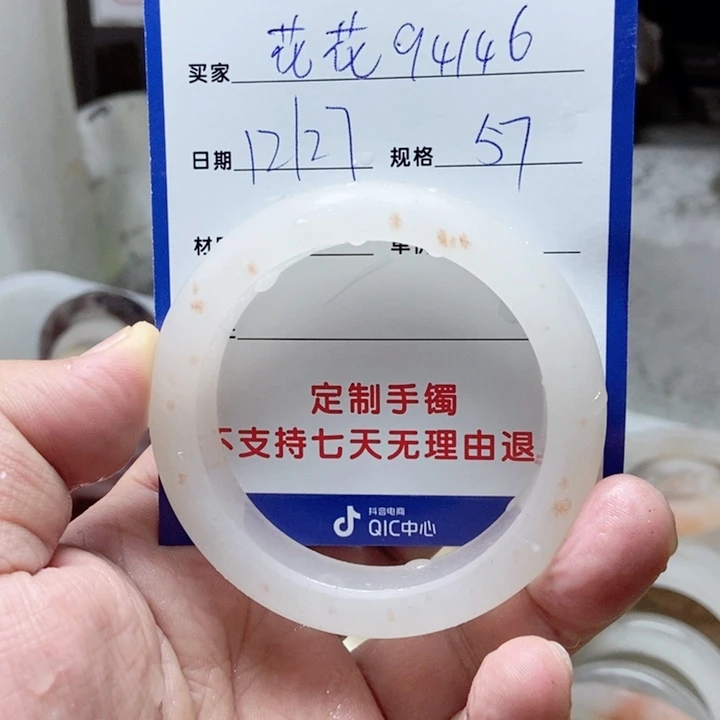 买家 花花94146
日期 12/27 规格 57
定制手镯
不支持七天无理由退
抖音电商
QIC中心